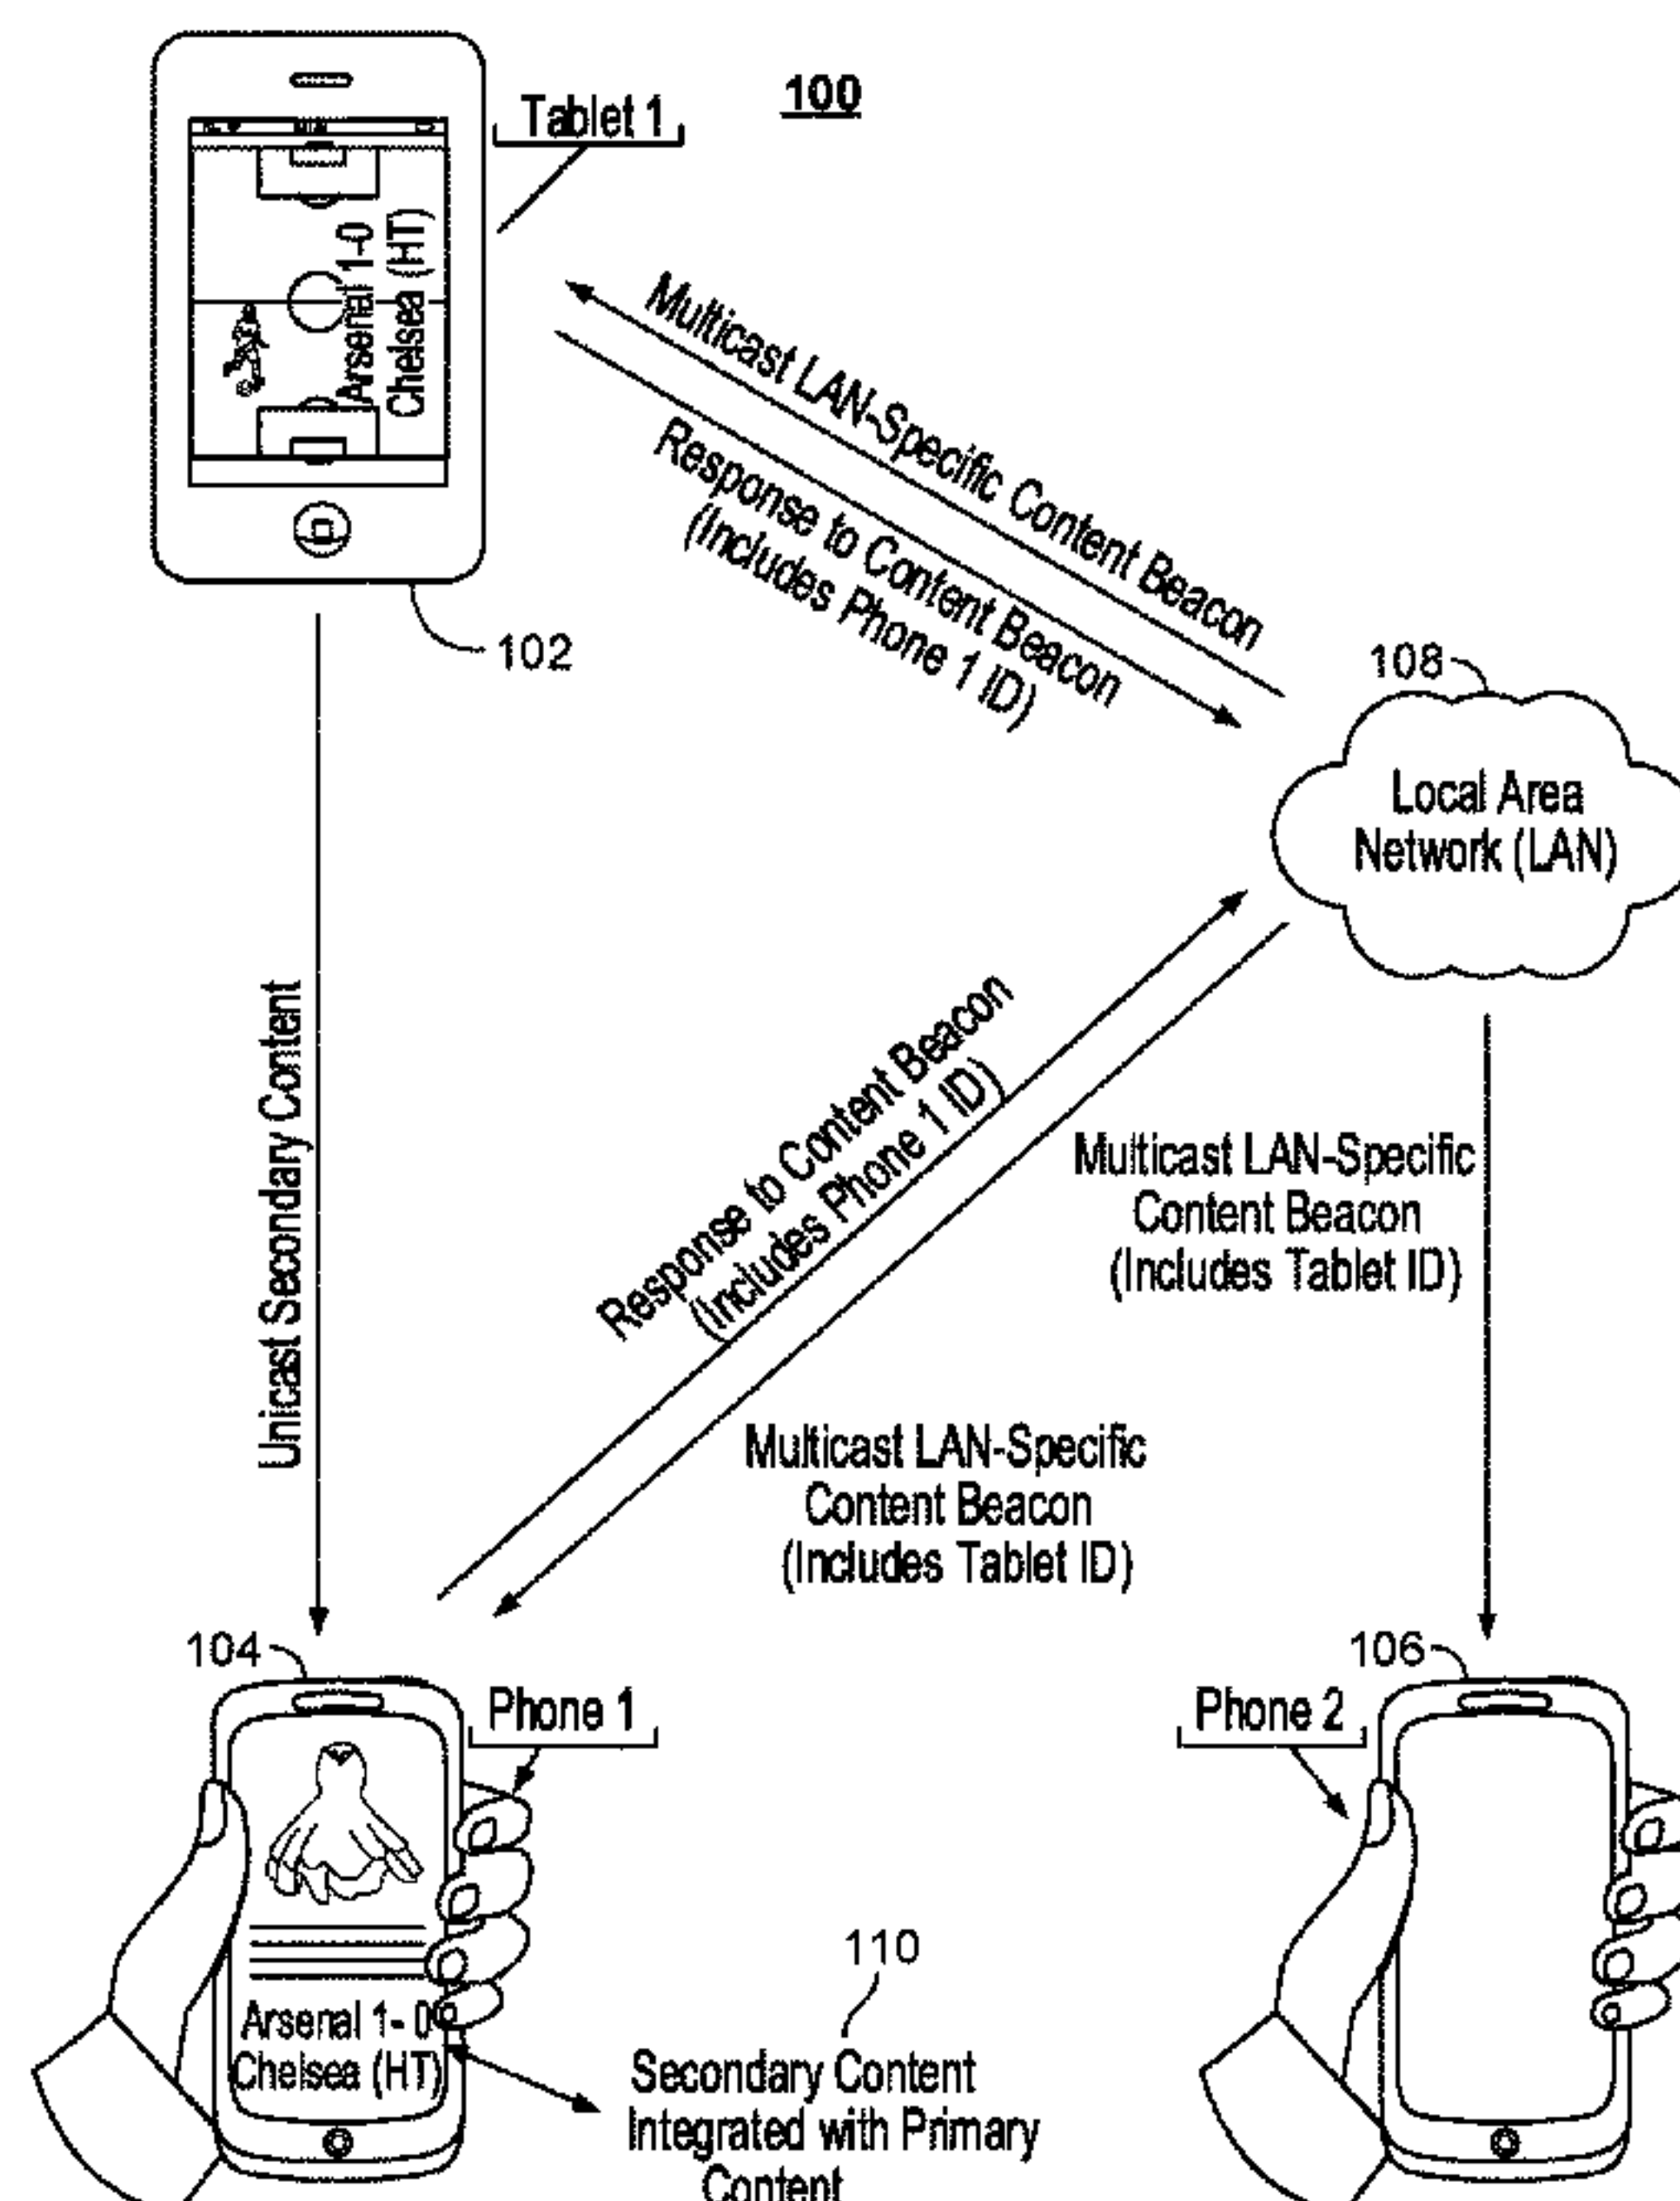 100
Tablet 1
Arsenal 1-0
Chelsea (HT)
102
Multicast LAN-Specific Content Beacon
Response to Content Beacon
(Includes Phone 1 ID)
108
Local Area
Network (LAN)
Unicast Secondary Content
Response to Content Beacon
(Includes Phone 1 ID)
Multicast LAN-Specific
Content Beacon
(Includes Tablet ID)
Multicast LAN-Specific
Content Beacon
(Includes Tablet ID)
104
Phone 1
106
Phone 2
Arsenal 1- 0
Chelsea (HT)
110
Secondary Content
Integrated with Primary
Content